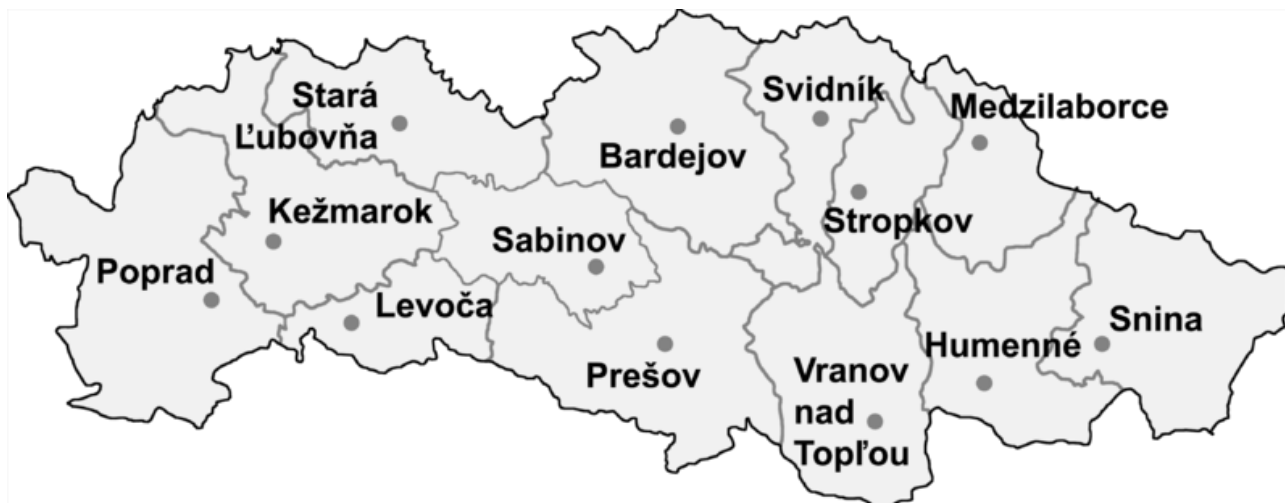 Stará
Ľubovňa
Svidník
Medzilaborce
Bardejov
Kežmarok
Stropkov
Sabinov
Poprad
Levoča
Snina
Humenné
Prešov
Vranov
nad
Topľou